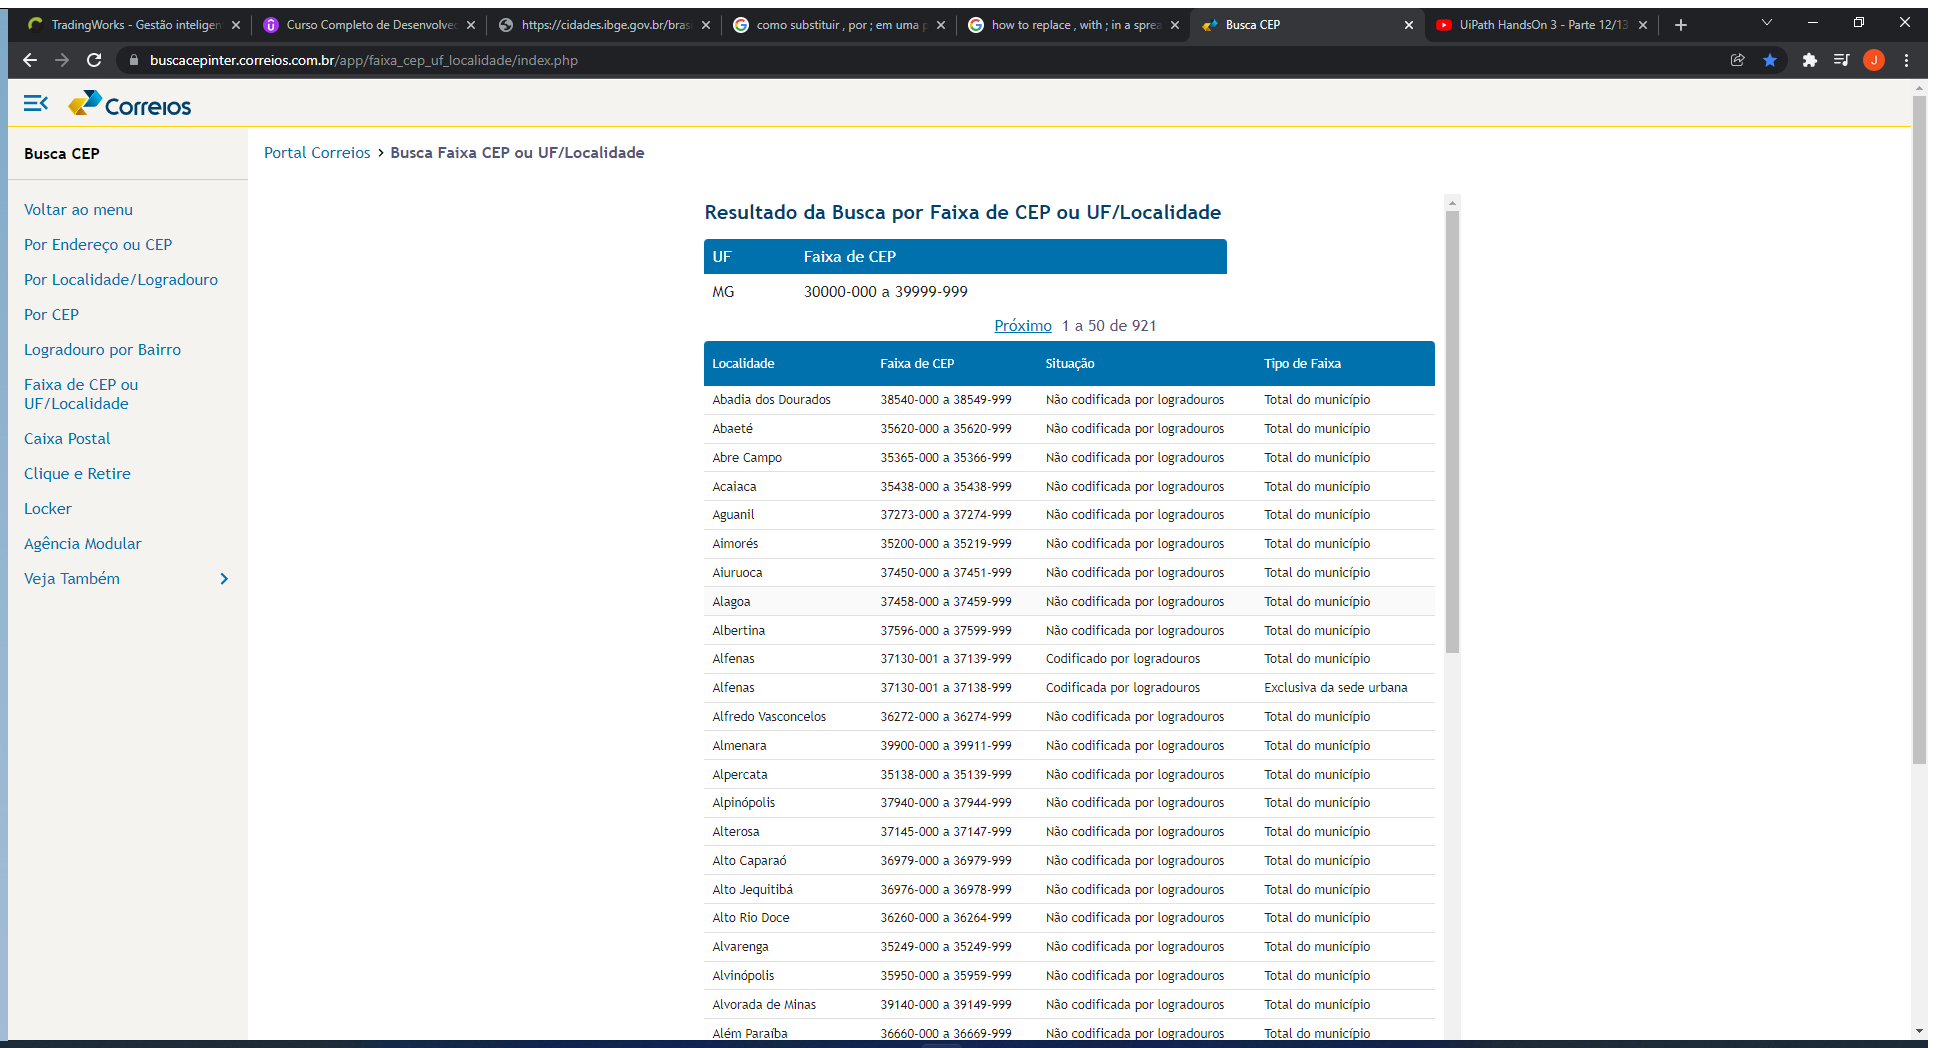 TradingWorks - Gestão inteligen
Curso Completo de Desenvolvec
https://cidades.ibge.gov.br/brasi
como substituir , por ; em uma p
how to replace , with ; in a sprea
Busca CEP
UiPath HandsOn 3 - Parte 12/13
buscacepinter.correios.com.br/app/faixa_cep_uf_localidade/index.php
J
Correios
Busca CEP
Voltar ao menu
Por Endereço ou CEP
Por Localidade/Logradouro
Por CEP
Logradouro por Bairro
Faixa de CEP ou
UF/Localidade
Caixa Postal
Clique e Retire
Locker
Agência Modular
Veja Também
Portal Correios > Busca Faixa CEP ou UF/Localidade
Resultado da Busca por Faixa de CEP ou UF/Localidade
UF Faixa de CEP
MG 30000-000 a 39999-999
Próximo 1 a 50 de 921
Localidade Faixa de CEP Situação Tipo de Faixa
Abadia dos Dourados 38540-000 a 38549-999 Não codificada por logradouros Total do município
Abaeté 35620-000 a 35620-999 Não codificada por logradouros Total do município
Abre Campo 35365-000 a 35366-999 Não codificada por logradouros Total do município
Acaiaca 35438-000 a 35438-999 Não codificada por logradouros Total do município
Aguanil 37273-000 a 37274-999 Não codificada por logradouros Total do município
Aimorés 35200-000 a 35219-999 Não codificada por logradouros Total do município
Aiuruoca 37450-000 a 37451-999 Não codificada por logradouros Total do município
Alagoa 37458-000 a 37459-999 Não codificada por logradouros Total do município
Albertina 37596-000 a 37599-999 Não codificada por logradouros Total do município
Alfenas 37130-001 a 37139-999 Codificado por logradouros Total do município
Alfenas 37130-001 a 37138-999 Codificada por logradouros Exclusiva da sede urbana
Alfredo Vasconcelos 36272-000 a 36274-999 Não codificada por logradouros Total do município
Almenara 39900-000 a 39911-999 Não codificada por logradouros Total do município
Alpercata 35138-000 a 35139-999 Não codificada por logradouros Total do município
Alpinópolis 37940-000 a 37944-999 Não codificada por logradouros Total do município
Alterosa 37145-000 a 37147-999 Não codificada por logradouros Total do município
Alto Caparaó 36979-000 a 36979-999 Não codificada por logradouros Total do município
Alto Jequitibá 36976-000 a 36978-999 Não codificada por logradouros Total do município
Alto Rio Doce 36260-000 a 36264-999 Não codificada por logradouros Total do município
Alvarenga 35249-000 a 35249-999 Não codificada por logradouros Total do município
Alvinópolis 35950-000 a 35959-999 Não codificada por logradouros Total do município
Alvorada de Minas 39140-000 a 39149-999 Não codificada por logradouros Total do município
Além Paraíba 36660-000 a 36669-999 Não codificada por logradouros Total do município